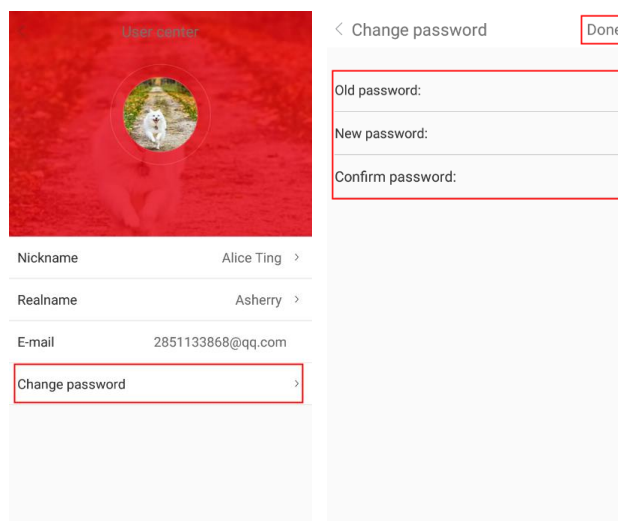 User center
Nickname Alice Ting
Realname Asherry
E-mail 2851133868@qq.com
Change password
Change password Done
Old password:
New password:
Confirm password: